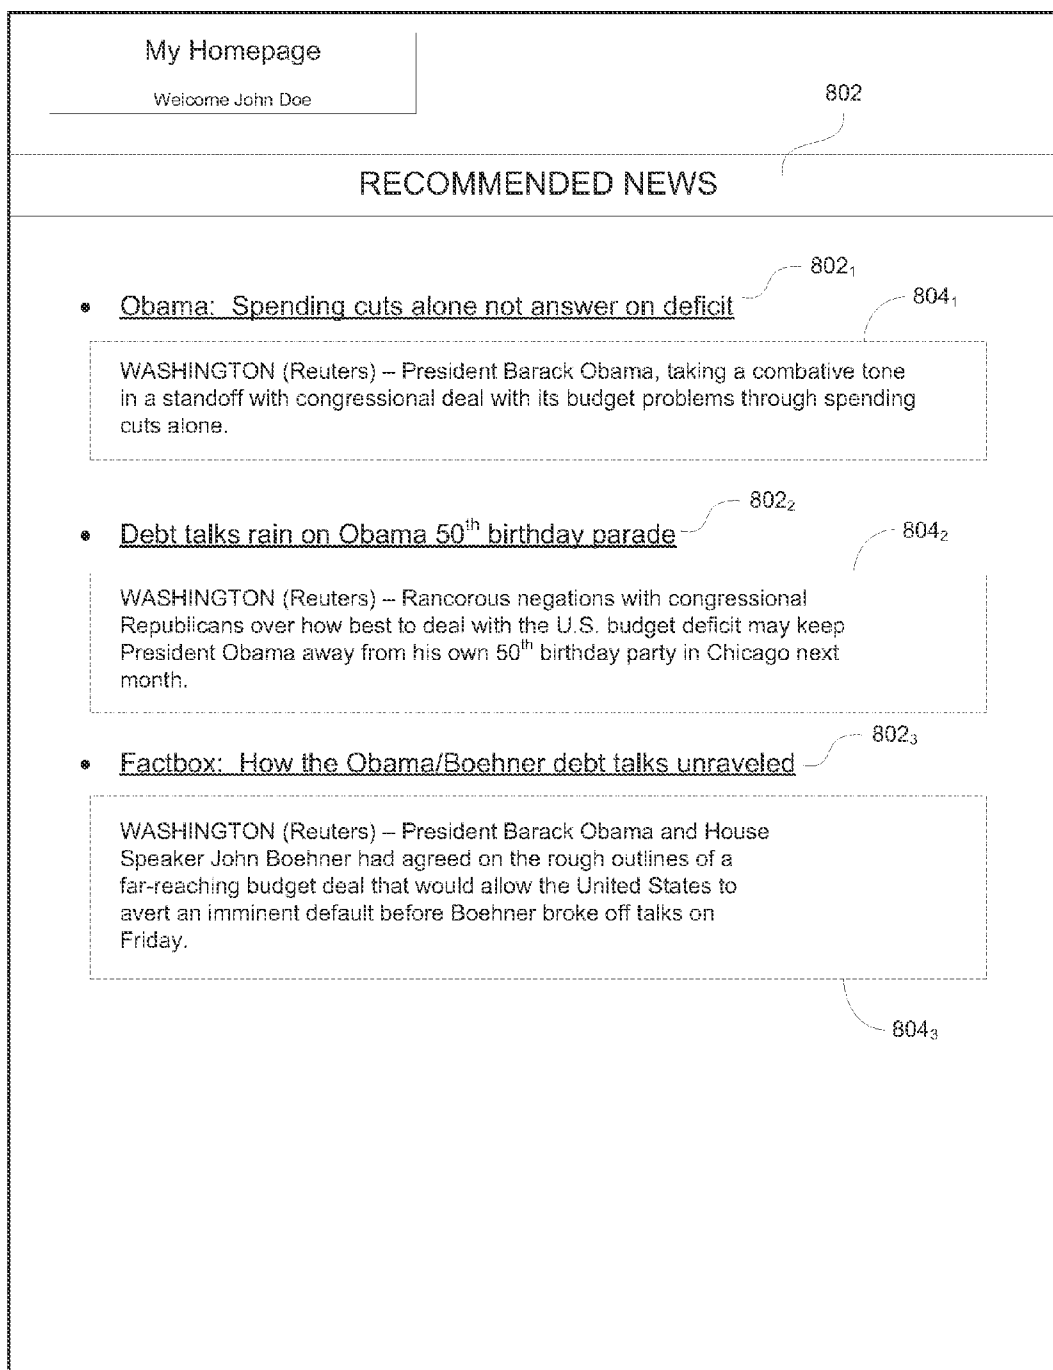 My Homepage
Welcome John Doe
802
RECOMMENDED NEWS
802₁
• Obama: Spending cuts alone not answer on deficit
804₁
WASHINGTON (Reuters) – President Barack Obama, taking a combative tone
in a standoff with congressional deal with its budget problems through spending
cuts alone.
802₂
• Debt talks rain on Obama 50th birthday parade
804₂
WASHINGTON (Reuters) – Rancorous negations with congressional
Republicans over how best to deal with the U.S. budget deficit may keep
President Obama away from his own 50th birthday party in Chicago next
month.
802₃
• Factbox: How the Obama/Boehner debt talks unraveled
WASHINGTON (Reuters) – President Barack Obama and House
Speaker John Boehner had agreed on the rough outlines of a
far-reaching budget deal that would allow the United States to
avert an imminent default before Boehner broke off talks on
Friday.
804₃